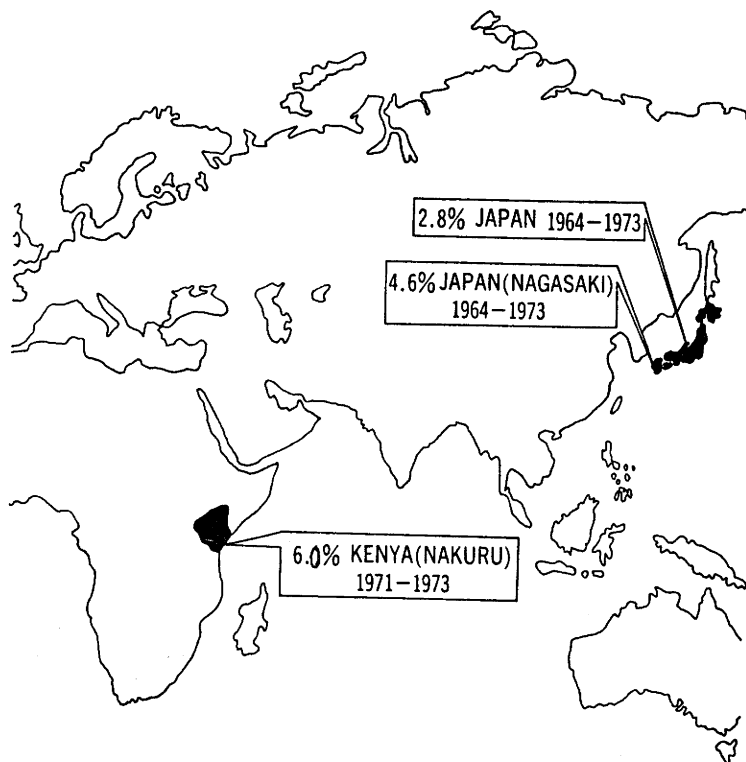 2.8% JAPAN 1964-1973
4.6% JAPAN(NAGASAKI)
1964-1973
6.0% KENYA(NAKURU)
1971-1973